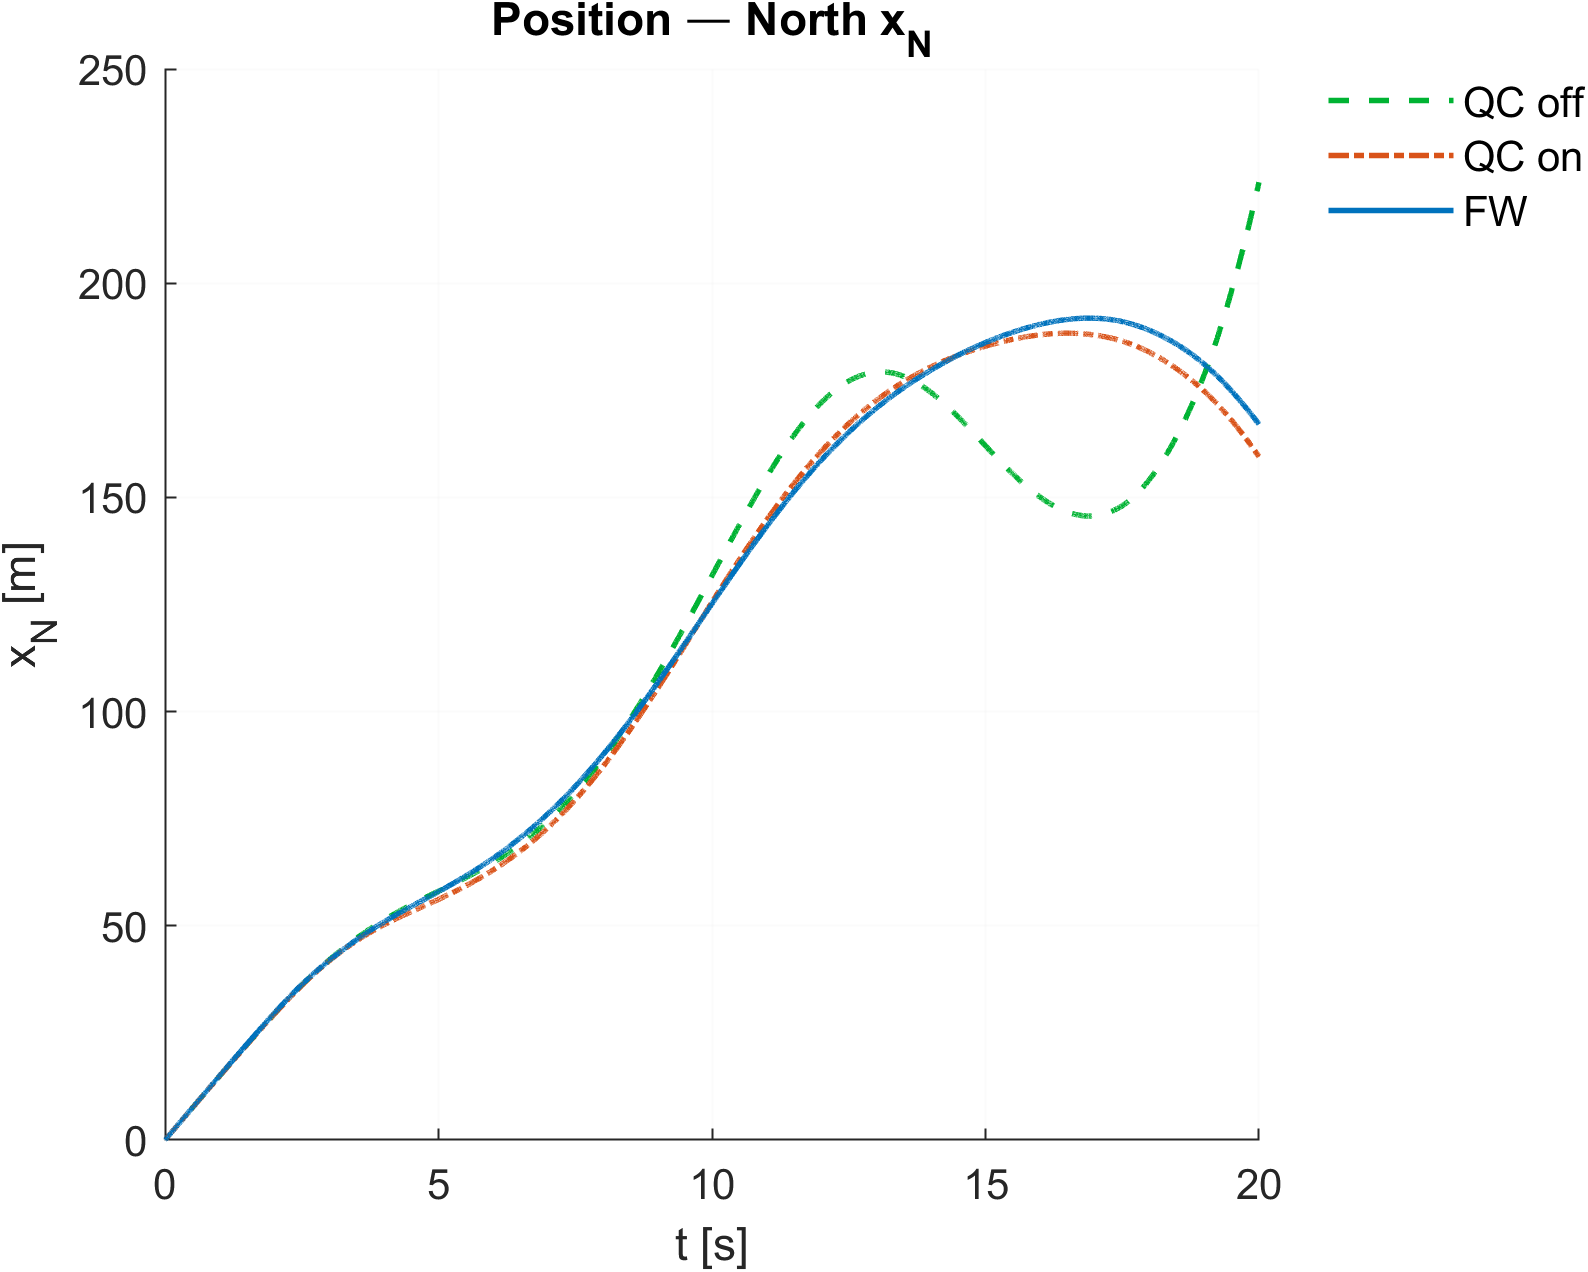 Position — North x_N
250
200
150
100
50
0
0 5 10 15 20
x_N [m]
t [s]
QC off
QC on
FW